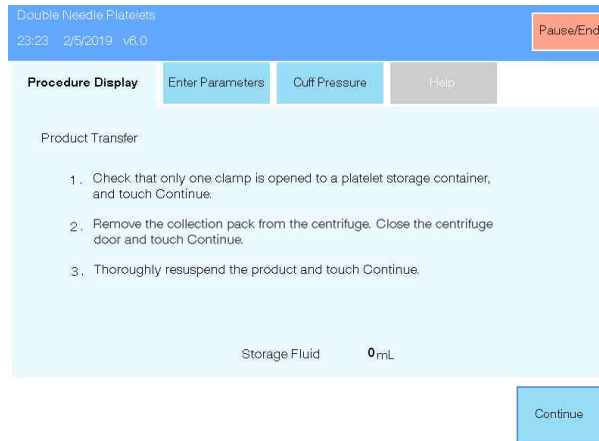 Double Needle Platelets
23:23 2/5/2019 v6.0
Pause/End
Procedure Display
Enter Parameters
Cuff Pressure
Help
Product Transfer
1. Check that only one clamp is opened to a platelet storage container,
and touch Continue.
2. Remove the collection pack from the centrifuge. Close the centrifuge
door and touch Continue.
3. Thoroughly resuspend the product and touch Continue.
Storage Fluid 0 mL
Continue